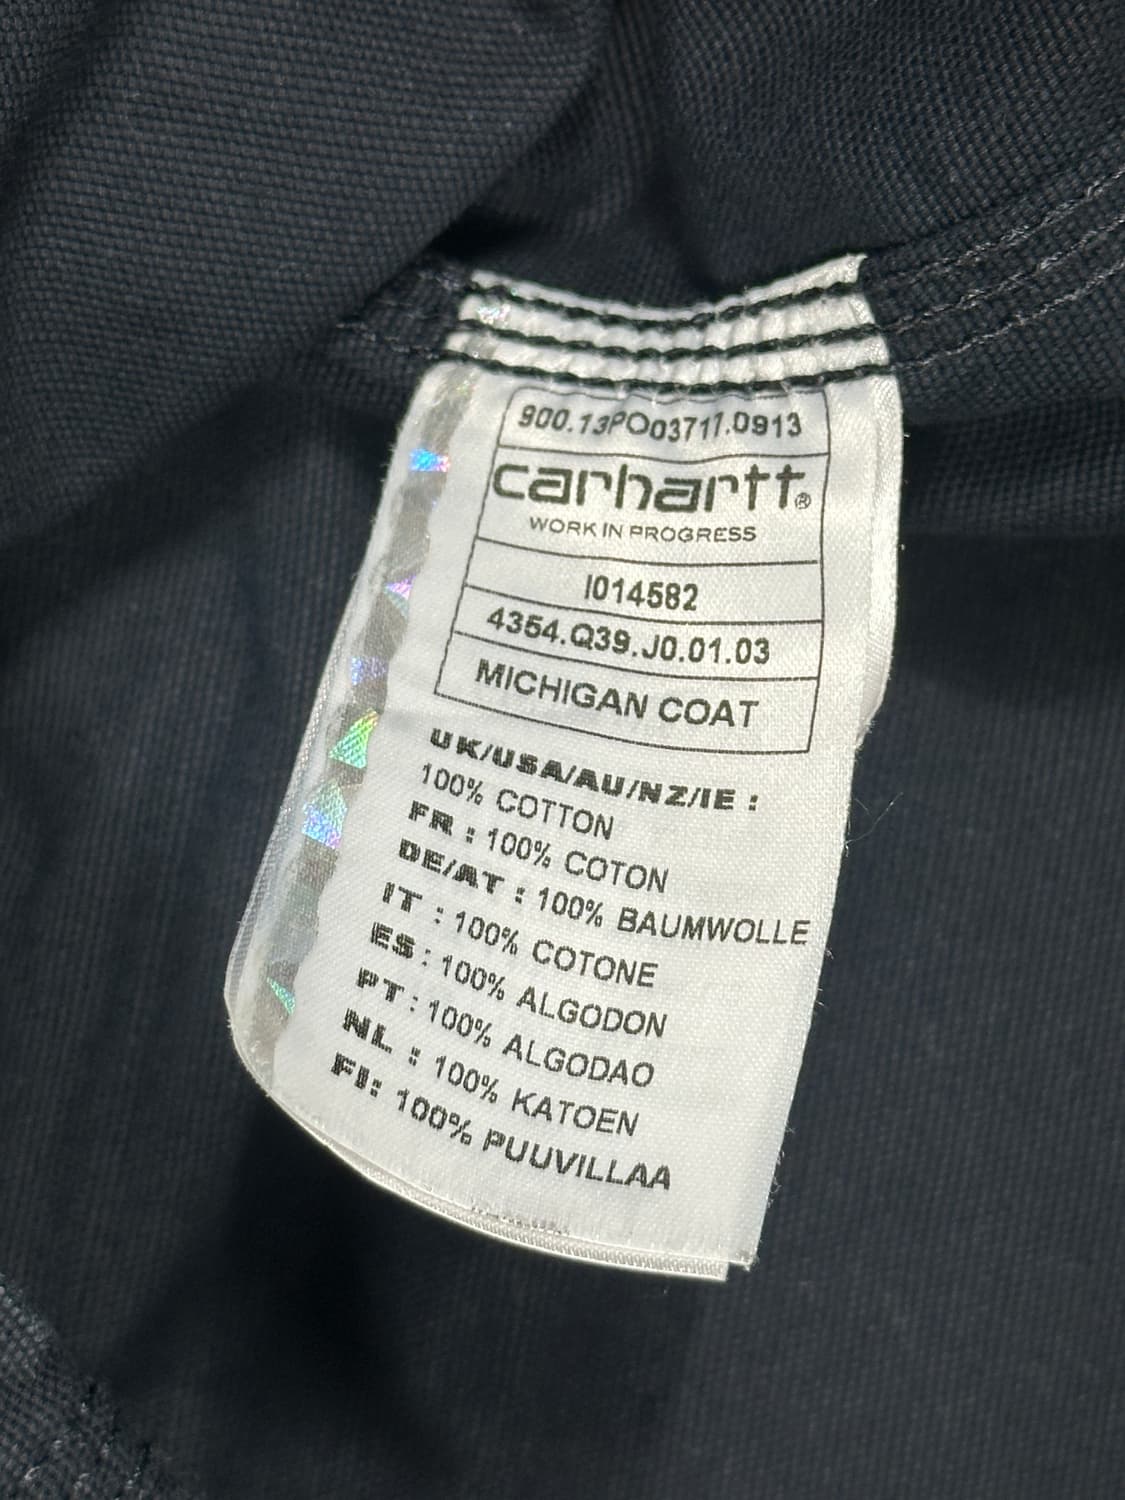 900.13PO03717.0913
carhartt®
WORK IN PROGRESS
I014582
4354.Q39.J0.01.03
MICHIGAN COAT
UK/USA/AU/NZ/IE :
100% COTTON
FR : 100% COTON
DE/AT : 100% BAUMWOLLE
IT : 100% COTONE
ES : 100% ALGODON
PT : 100% ALGODAO
NL : 100% KATOEN
FI: 100% PUUVILLAA